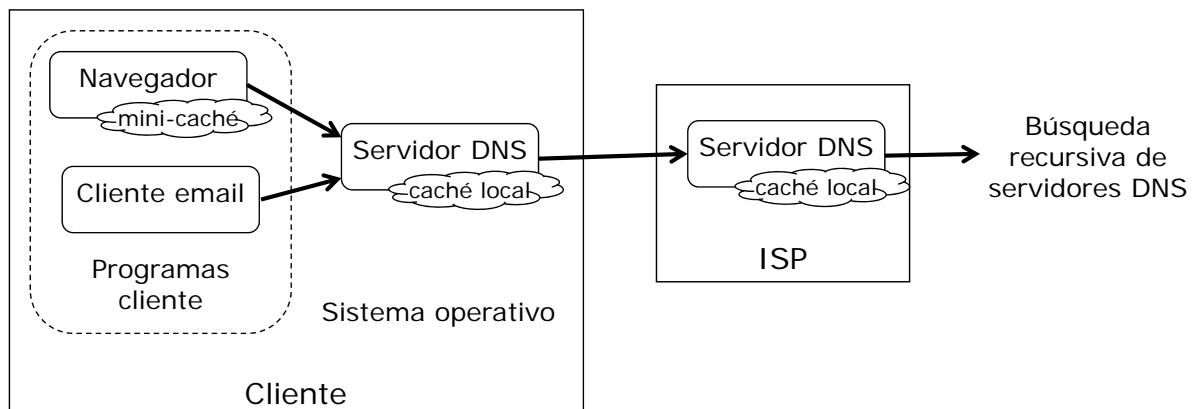 Navegador
mini-caché
Cliente email
Programas
cliente
Servidor DNS
caché local
Sistema operativo
Cliente
Servidor DNS
caché local
ISP
Búsqueda
recursiva de
servidores DNS